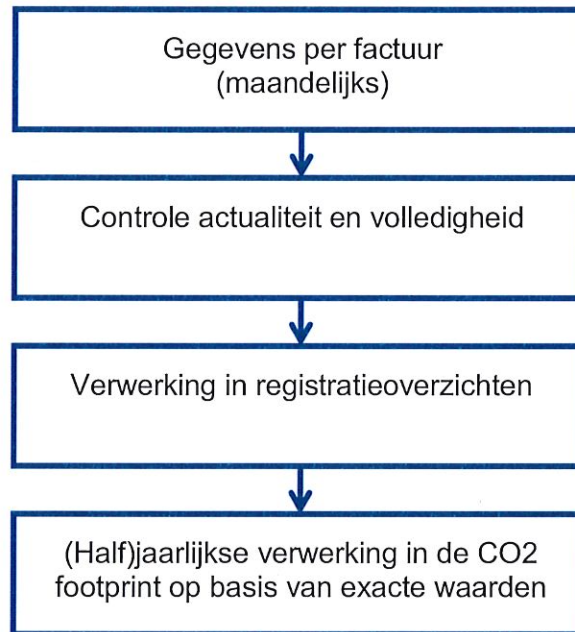 Gegevens per factuur
(maandelijks)
Controle actualiteit en volledigheid
Verwerking in registratieoverzichten
(Half)jaarlijkse verwerking in de CO2
footprint op basis van exacte waarden